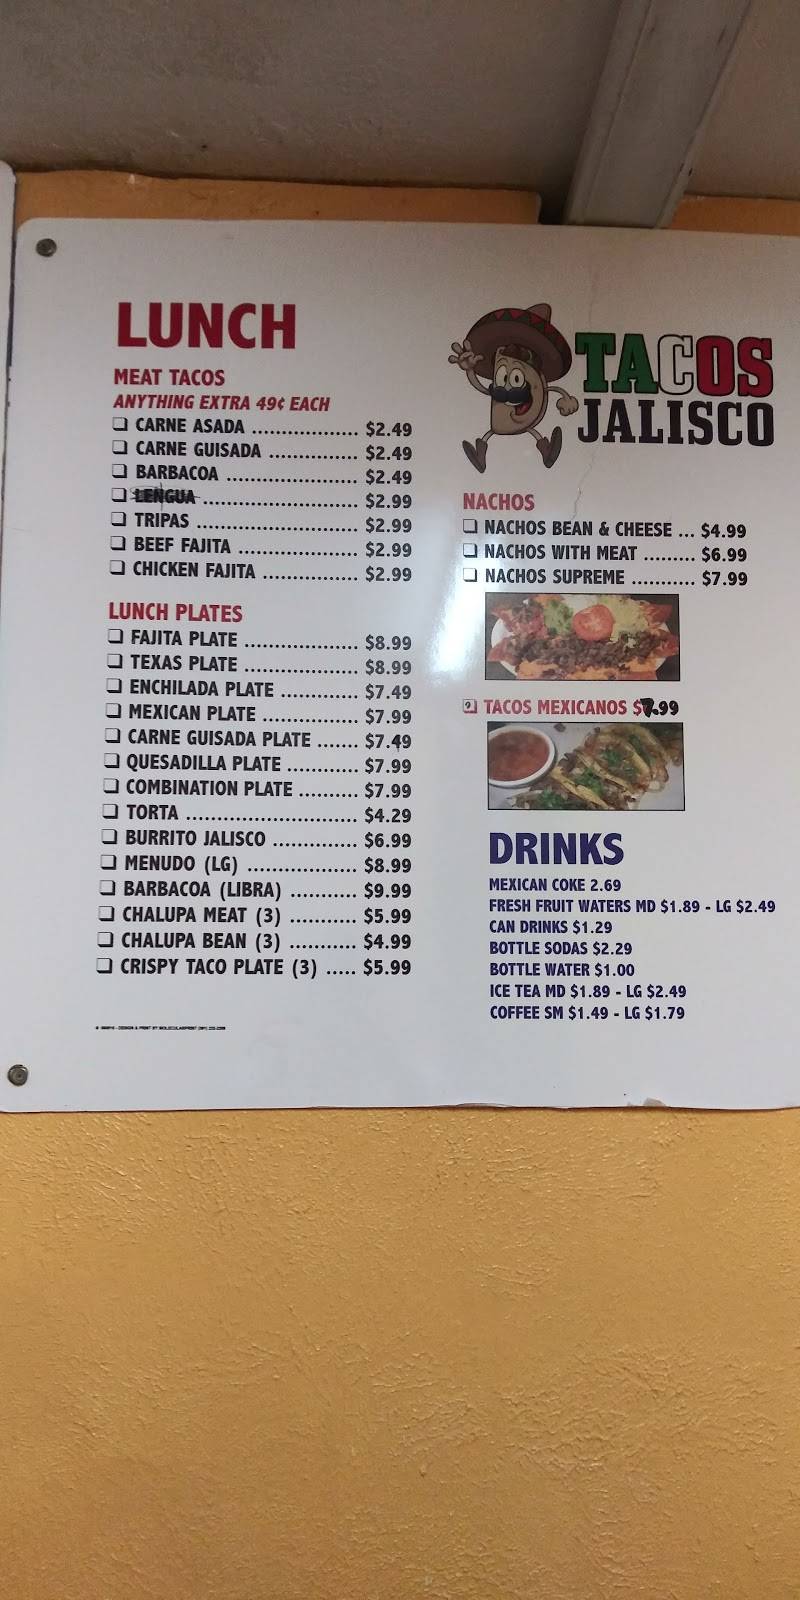 LUNCH
MEAT TACOS
ANYTHING EXTRA 49¢ EACH
CARNE ASADA .................. $2.49
CARNE GUISADA ............... $2.49
BARBACOA ...................... $2.49
LENGUA .......................... $2.99
TRIPAS ........................... $2.99
BEEF FAJITA .................... $2.99
CHICKEN FAJITA ................ $2.99
LUNCH PLATES
FAJITA PLATE ................... $8.99
TEXAS PLATE ................... $8.99
ENCHILADA PLATE ............. $7.49
MEXICAN PLATE ................ $7.99
CARNE GUISADA PLATE ....... $7.49
QUESADILLA PLATE ............ $7.99
COMBINATION PLATE .......... $7.99
TORTA ............................ $4.29
BURRITO JALISCO .............. $6.99
MENUDO (LG) .................. $8.99
BARBACOA (LIBRA) ........... $9.99
CHALUPA MEAT (3) ........... $5.99
CHALUPA BEAN (3) ........... $4.99
CRISPY TACO PLATE (3) ..... $5.99
TACOS
JALISCO
NACHOS
NACHOS BEAN & CHEESE ... $4.99
NACHOS WITH MEAT ......... $6.99
NACHOS SUPREME ........... $7.99
TACOS MEXICANOS $7.99
DRINKS
MEXICAN COKE 2.69
FRESH FRUIT WATERS MD $1.89 - LG $2.49
CAN DRINKS $1.29
BOTTLE SODAS $2.29
BOTTLE WATER $1.00
ICE TEA MD $1.89 - LG $2.49
COFFEE SM $1.49 - LG $1.79